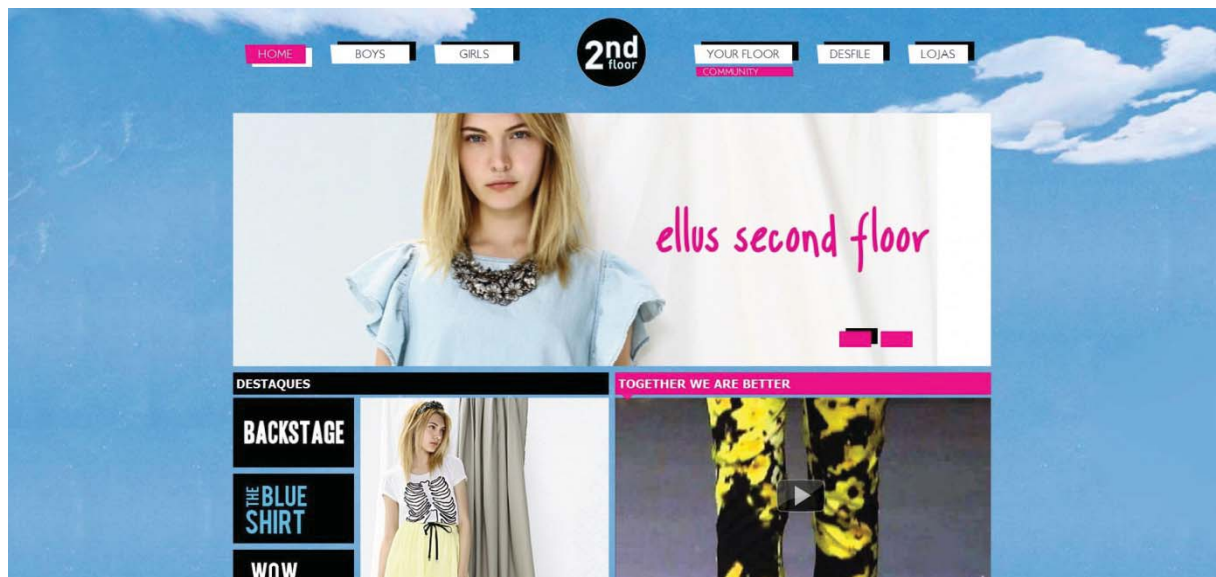 HOME
BOYS
GIRLS
2nd
floor
YOUR FLOOR
COMMUNITY
DESFILE
LOJAS
ellus second floor
DESTAQUES
TOGETHER WE ARE BETTER
BACKSTAGE
THE BLUE
SHIRT
WOW